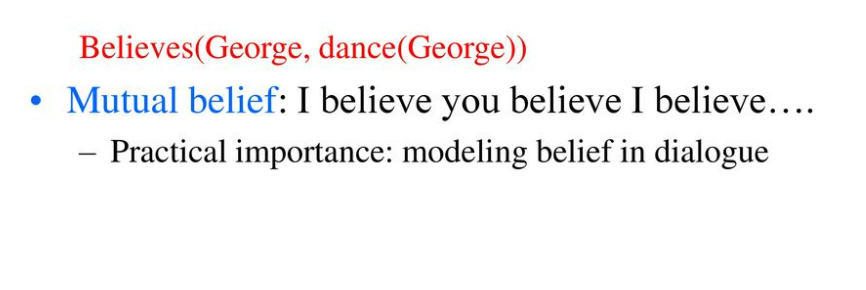 Believes(George, dance(George))
• Mutual belief: I believe you believe I believe….
– Practical importance: modeling belief in dialogue